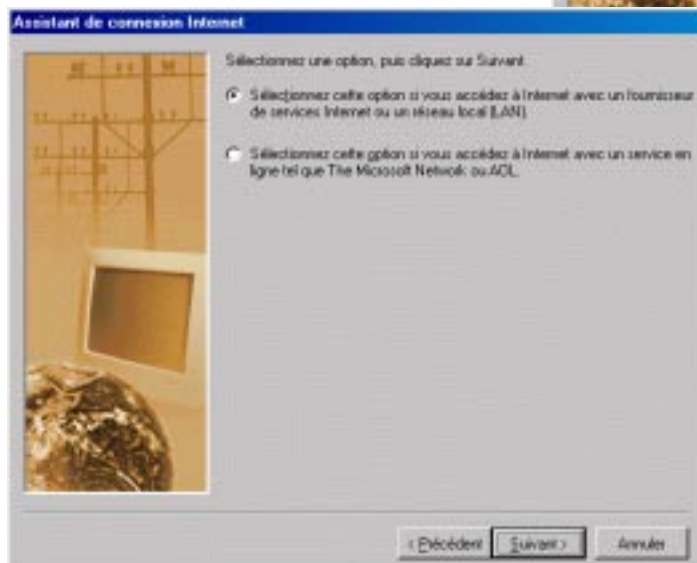 Assistant de connexion Internet
Sélectionnez une option, puis cliquez sur Suivant.
Sélectionnez cette option si vous accédez à Internet avec un fournisseur
de services Internet ou un réseau local (LAN).
Sélectionnez cette option si vous accédez à Internet avec un service en
ligne tel que The Microsoft Network ou AOL.
< Précédent Suivant > Annuler